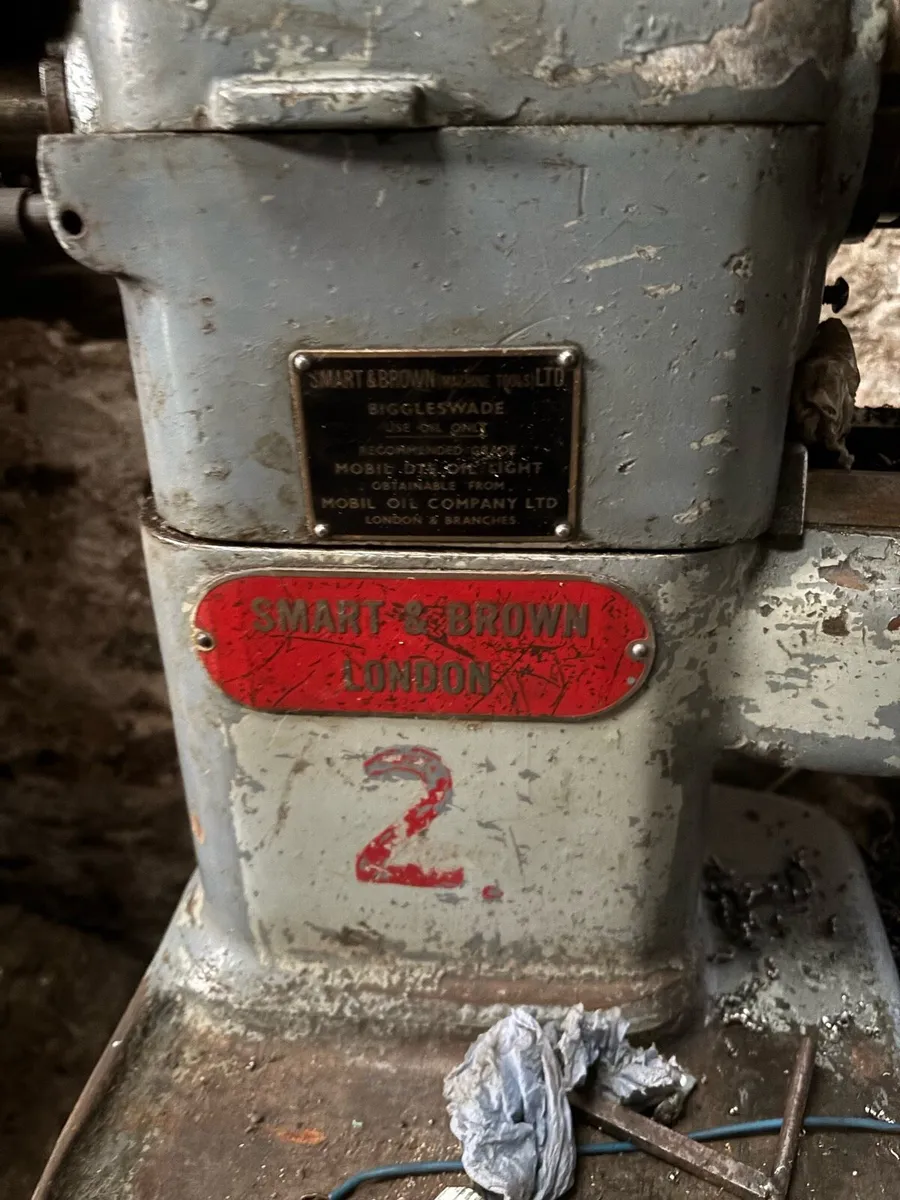 SMART & BROWN MACHINE TOOLS LTD
BIGGLESWADE
USE OIL ONLY
RECOMMENDED GRADE
MOBIL DTE OIL LIGHT
OBTAINABLE FROM
MOBIL OIL COMPANY LTD
LONDON & BRANCHES
SMART & BROWN
LONDON
2.